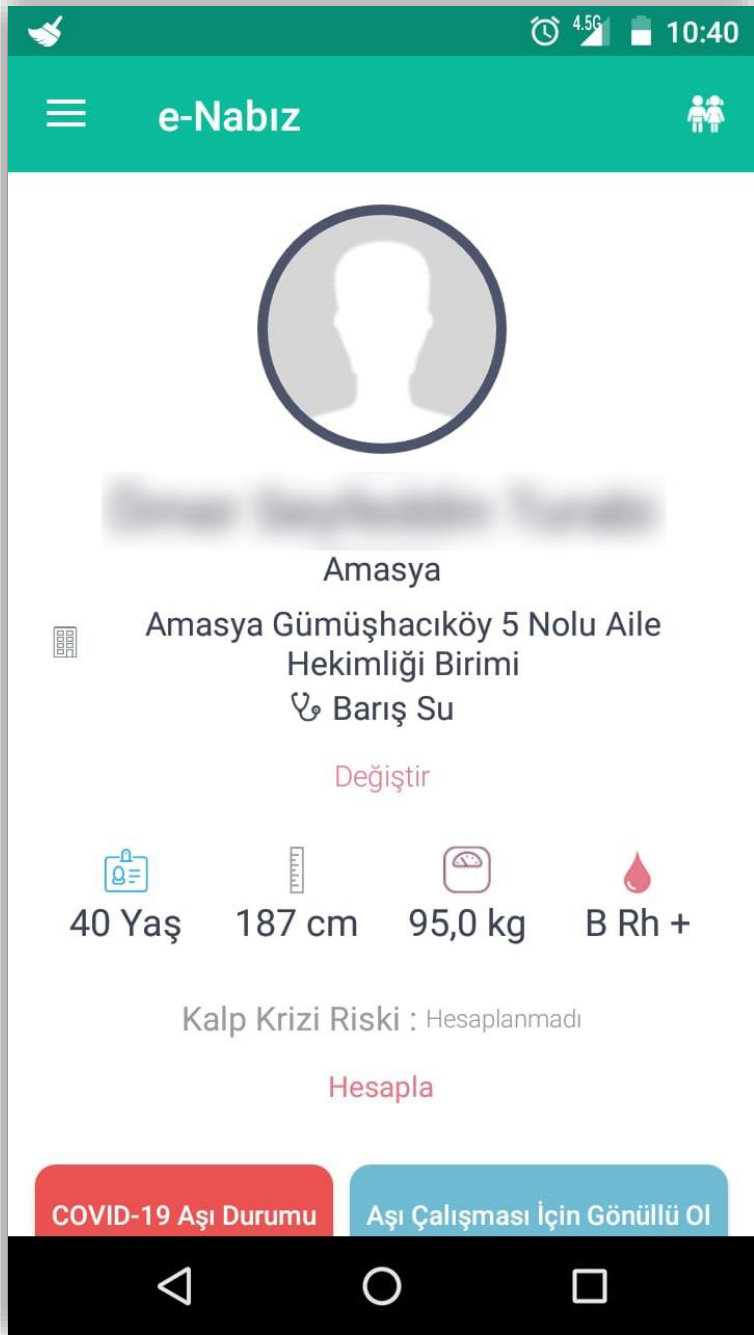 4.5G 10:40
e-Nabız
Amasya
Amasya Gümüşhacıköy 5 Nolu Aile
Hekimliği Birimi
Barış Su
Değiştir
40 Yaş 187 cm 95,0 kg B Rh +
Kalp Krizi Riski : Hesaplanmadı
Hesapla
COVID-19 Aşı Durumu Aşı Çalışması İçin Gönüllü Ol